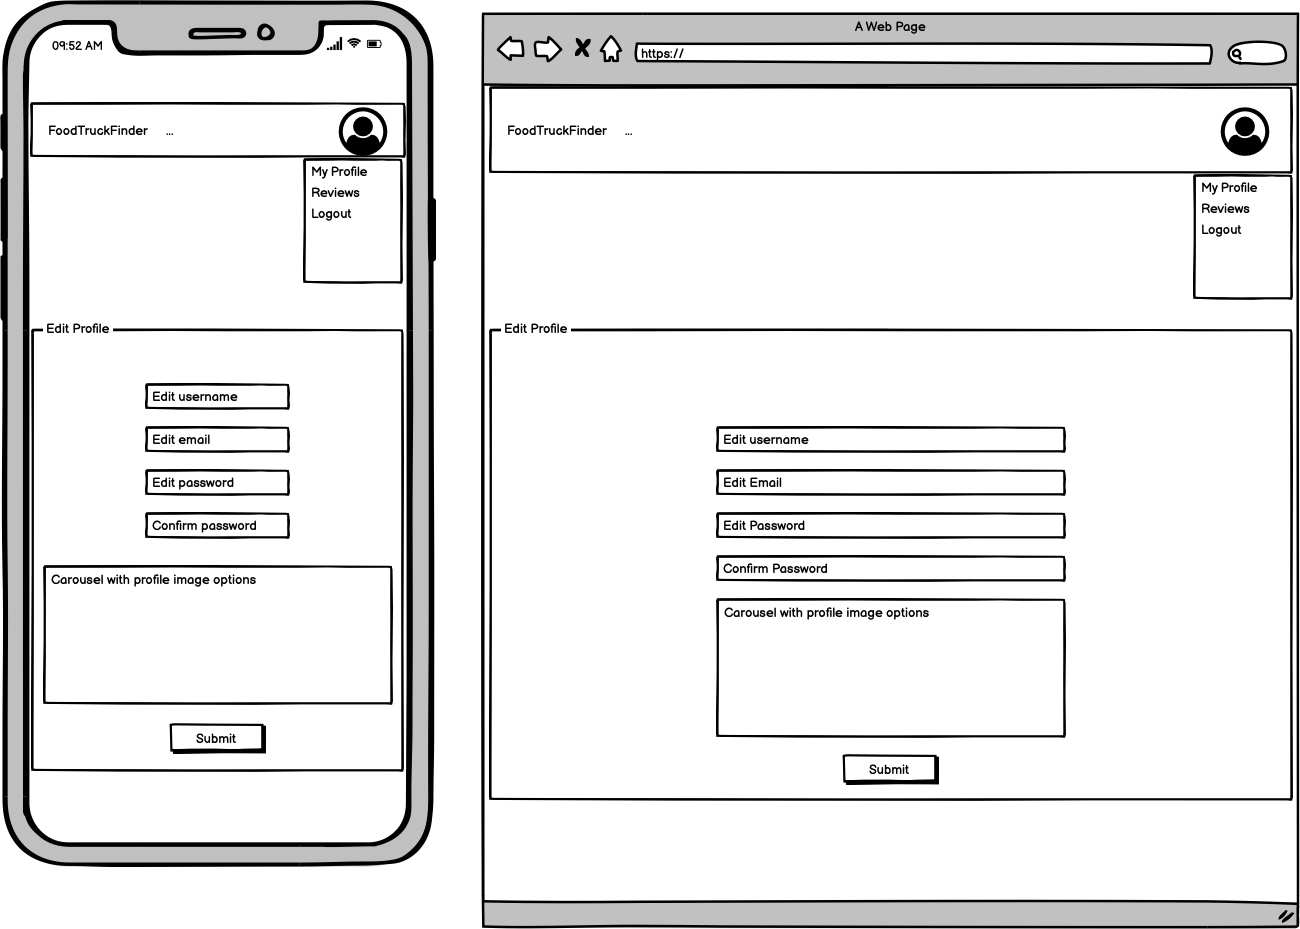 09:52 AM
FoodTruckFinder ...
My Profile
Reviews
Logout
Edit Profile
Edit username
Edit email
Edit password
Confirm password
Carousel with profile image options
Submit
A Web Page
https://
FoodTruckFinder ...
My Profile
Reviews
Logout
Edit Profile
Edit username
Edit Email
Edit Password
Confirm Password
Carousel with profile image options
Submit